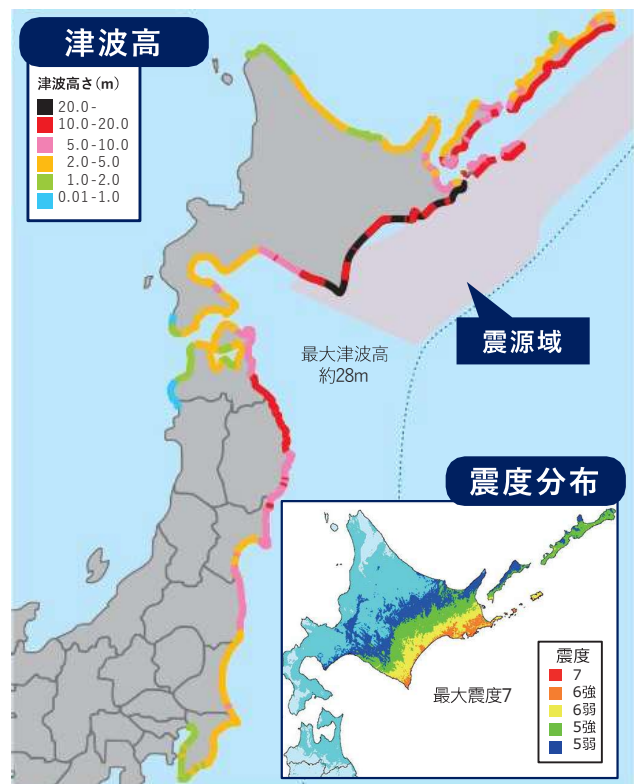 津波高
津波高さ(m)
20.0-
10.0-20.0
5.0-10.0
2.0-5.0
1.0-2.0
0.01-1.0
震源域
最大津波高
約28m
震度分布
最大震度7
震度
7
6強
6弱
5強
5弱